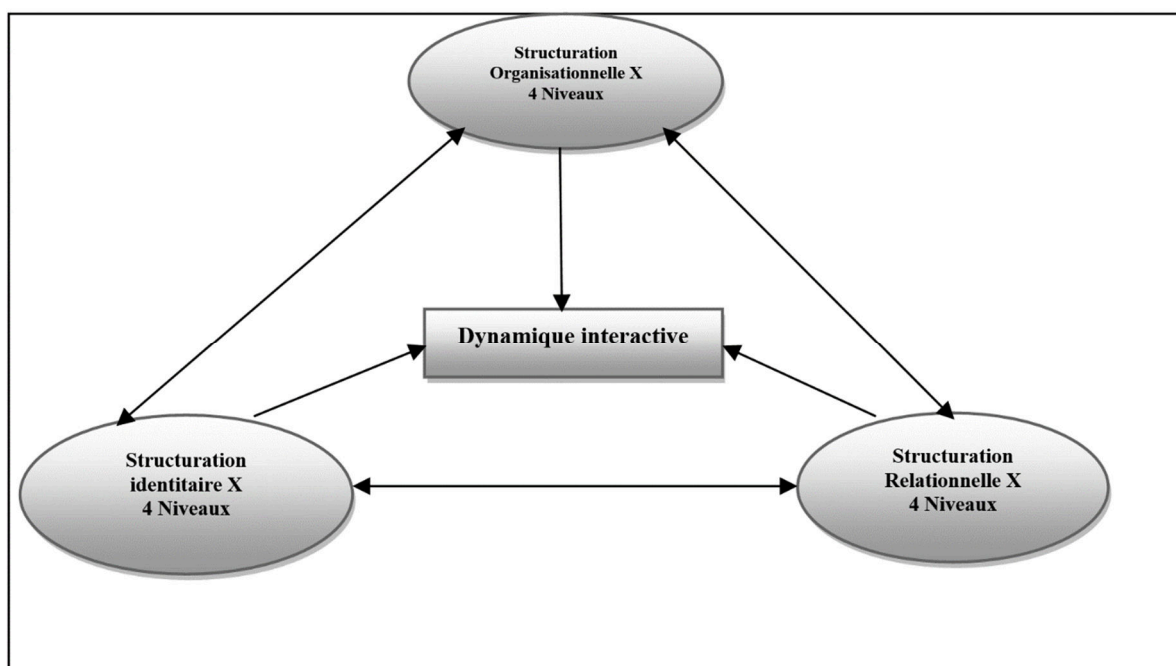 Structuration
Organisationnelle X
4 Niveaux
Dynamique interactive
Structuration
identitaire X
4 Niveaux
Structuration
Relationnelle X
4 Niveaux